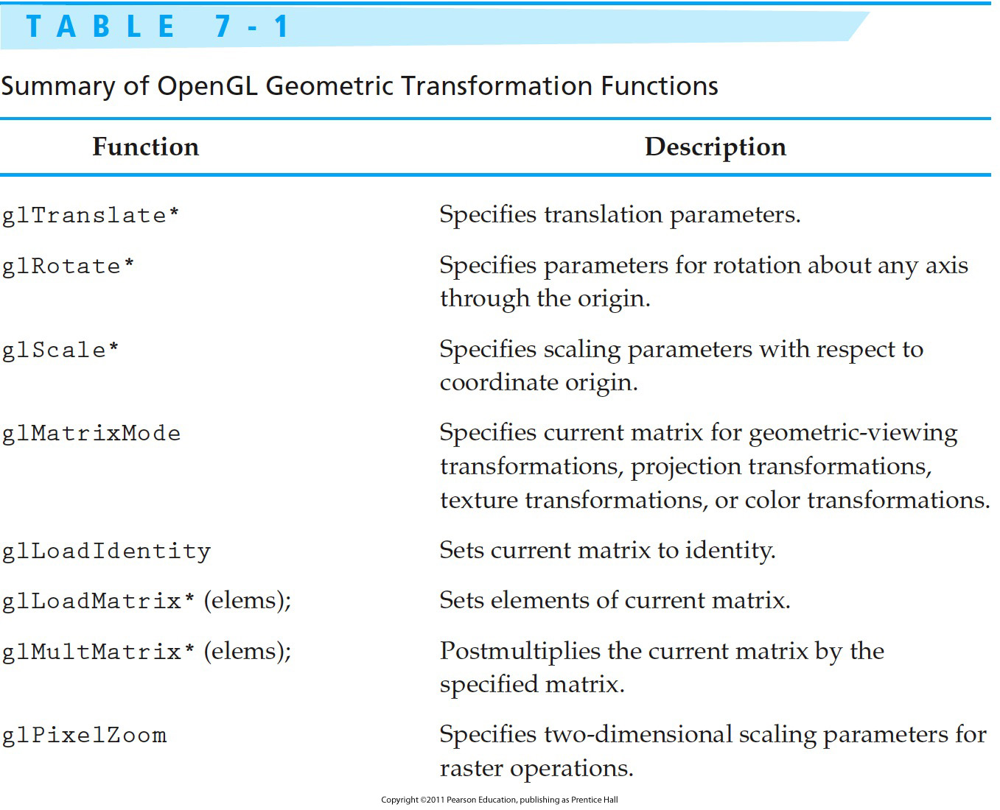 TABLE 7-1
Summary of OpenGL Geometric Transformation Functions
Function Description
glTranslate* Specifies translation parameters.
glRotate* Specifies parameters for rotation about any axis
through the origin.
glScale* Specifies scaling parameters with respect to
coordinate origin.
glMatrixMode Specifies current matrix for geometric-viewing
transformations, projection transformations,
texture transformations, or color transformations.
glLoadIdentity Sets current matrix to identity.
glLoadMatrix* (elems); Sets elements of current matrix.
glMultMatrix* (elems); Postmultiplies the current matrix by the
specified matrix.
glPixelZoom Specifies two-dimensional scaling parameters for
raster operations.
Copyright ©2011 Pearson Education, publishing as Prentice Hall